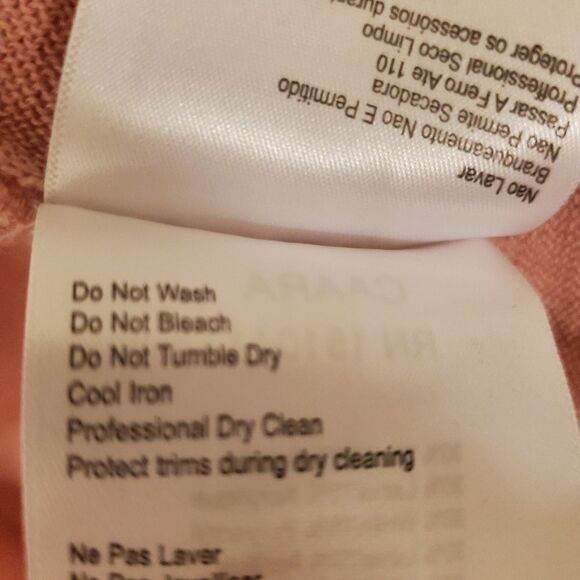 Nao Lavar
Branqueamento Nao E Permitido
Nao Permite Secadora
Passar A Ferro Ate 110
Proffessional Seco Limpo
Proteger os acessórios
Do Not Wash
Do Not Bleach
Do Not Tumble Dry
Cool Iron
Professional Dry Clean
Protect trims during dry cleaning
Ne Pas Laver